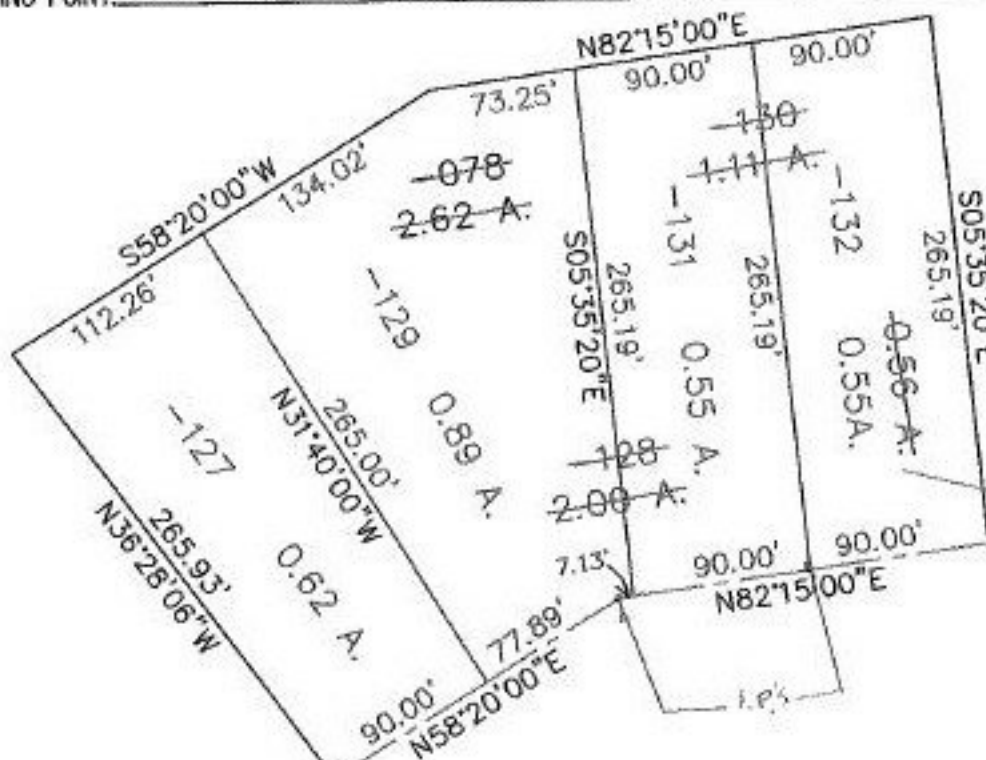 N82°15'00"E
73.25'
90.00'
90.00'
S58°20'00"W
134.02'
112.26'
-078
2.62 A.
-130
1.11 A.
-129
0.89 A.
-131
0.55 A.
-132
0.55A.
0.56 A.
S05°35'20"E
265.19'
265.19'
265.19'
S05°35'20"E
-127
0.62 A.
N31°40'00"W
265.00'
265.93'
N36°28'06"W
-128
2.00 A.
7.13'
90.00'
90.00'
N82°15'00"E
77.89'
90.00'
N58°20'00"E
I.P.'s